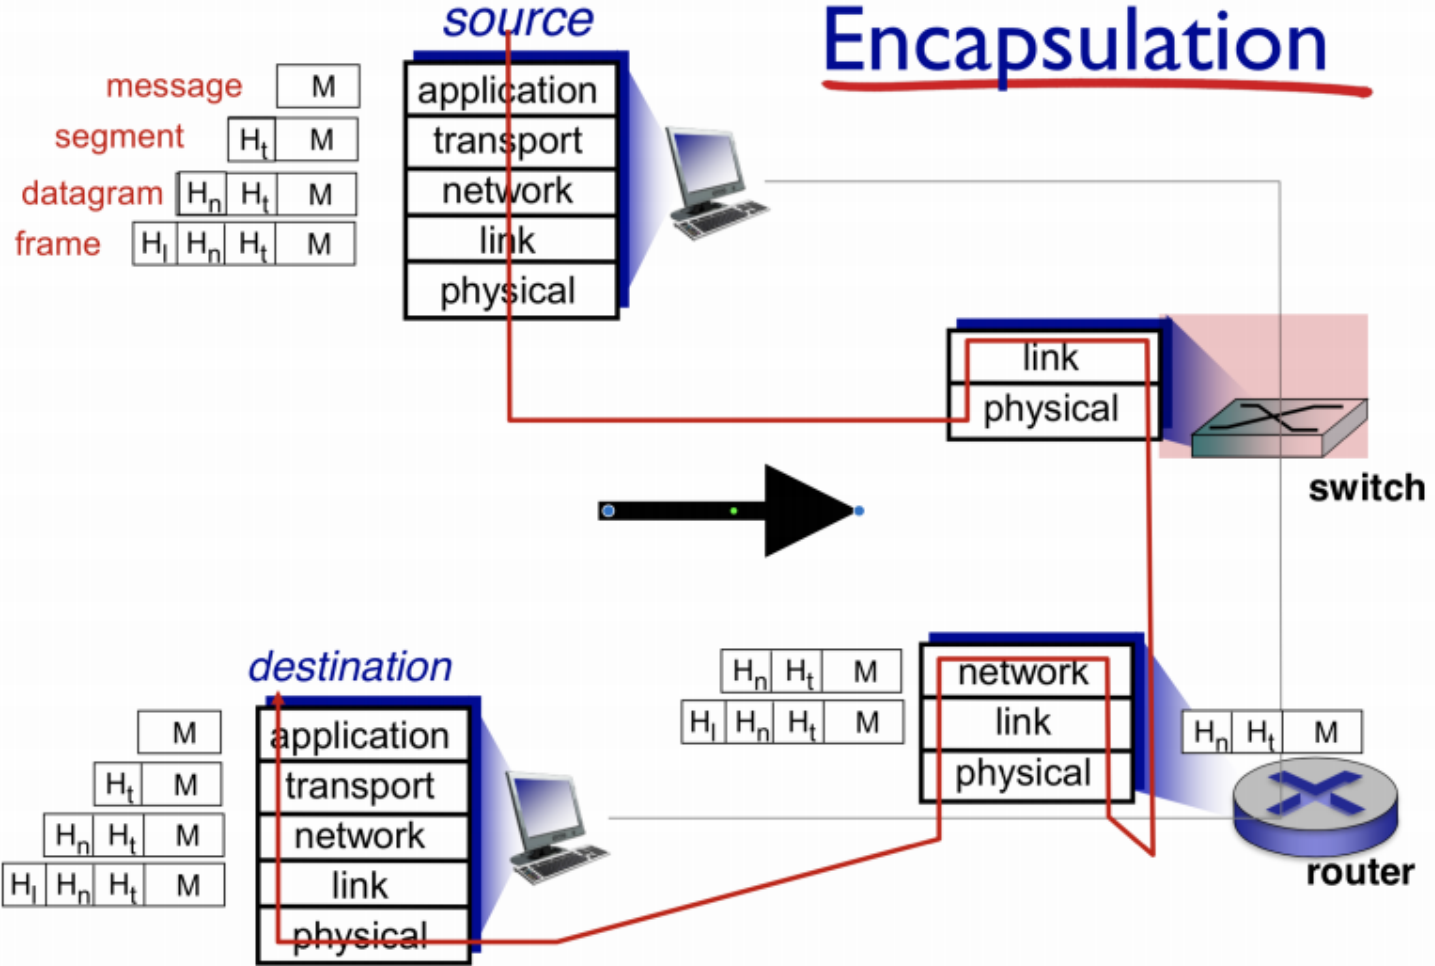 source
Encapsulation
message M
segment Ht M
datagram Hn Ht M
frame Hl Hn Ht M
application
transport
network
link
physical
link
physical
switch
destination
M
Ht M
Hn Ht M
Hl Hn Ht M
application
transport
network
link
physical
Hn Ht M
Hl Hn Ht M
network
link
physical
Hn Ht M
router